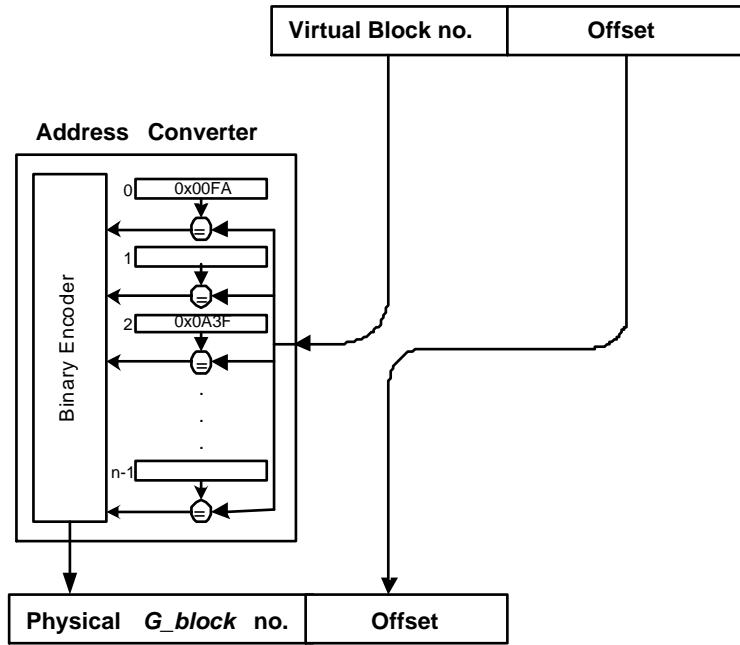 Virtual Block no. Offset
Address Converter
0 0x00FA
=
1
=
2 0x0A3F
=
.
.
.
n-1
=
Binary Encoder
Physical G_block no. Offset